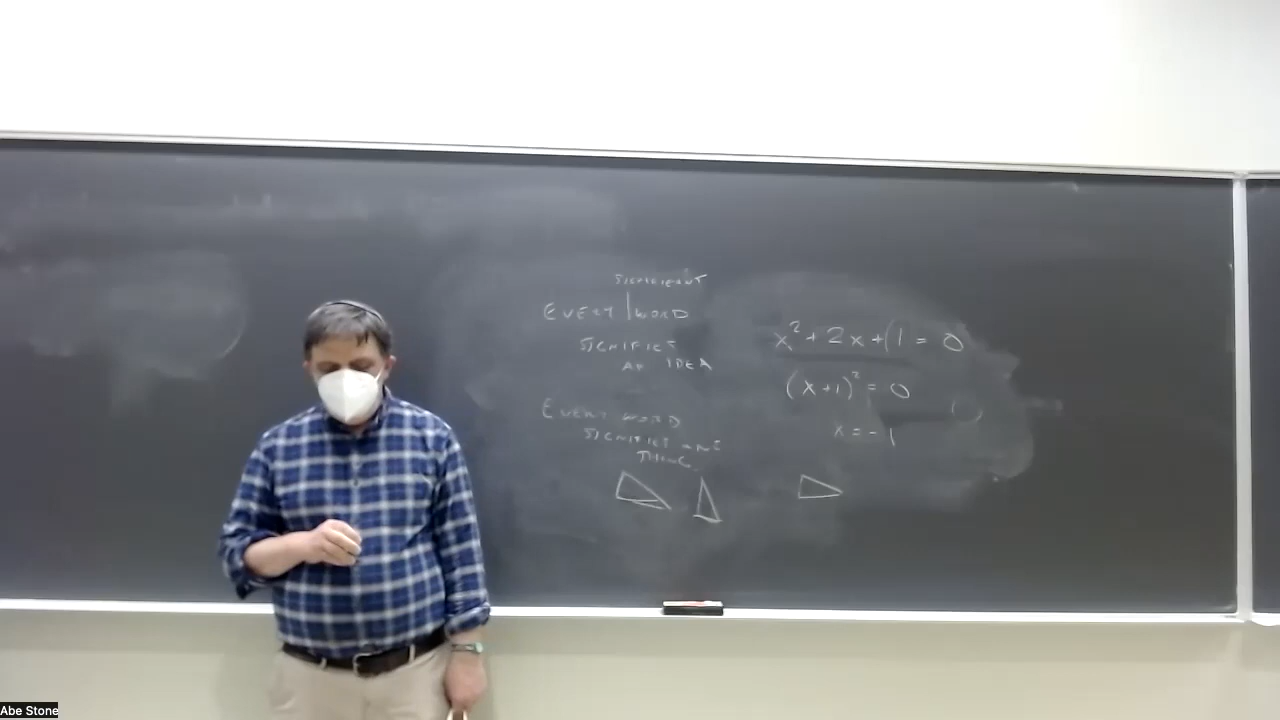 SIGNIFICANT
EVERY WORD
SIGNIFIES
AN IDEA
EVERY WORD
SIGNIFIES ONE
THING.
x² + 2x + (1 = 0
(x+1)² = 0
x = -1
Abe Stone